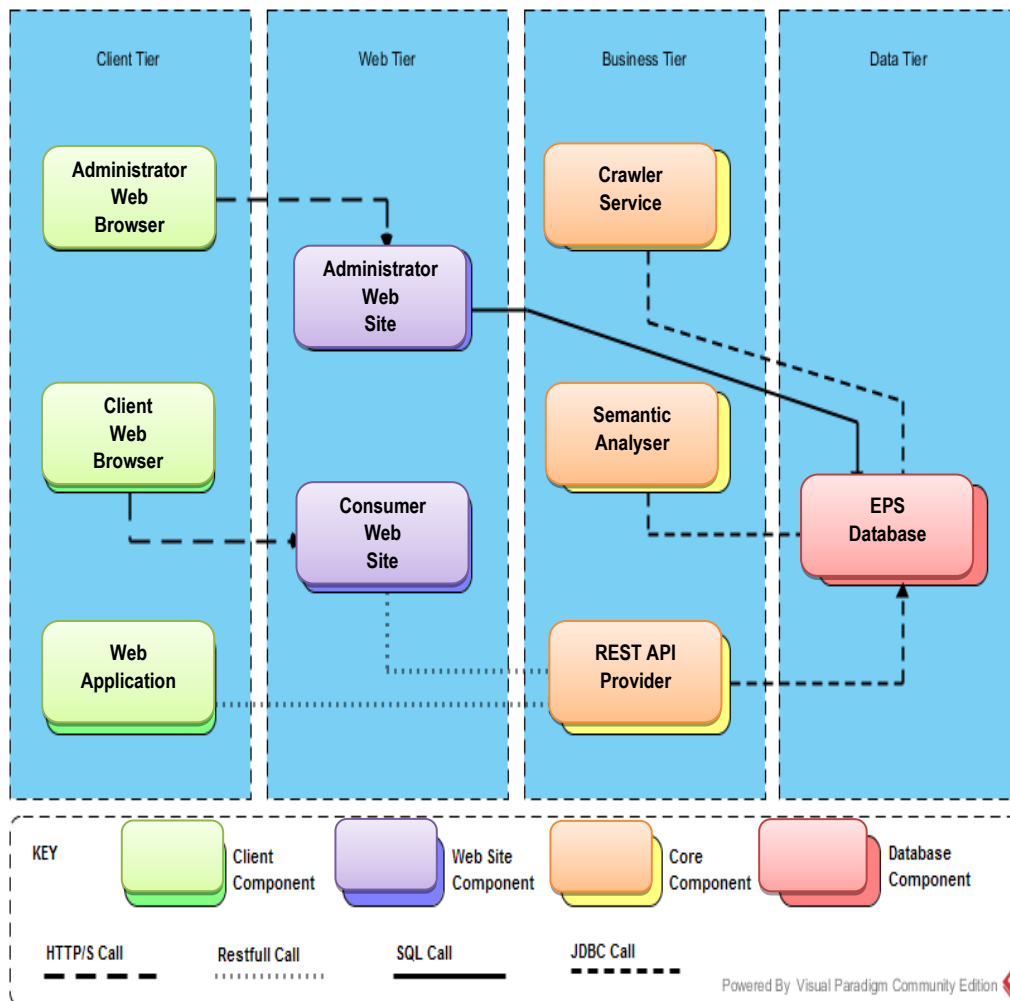 Client Tier
Web Tier
Business Tier
Data Tier
Administrator
Web
Browser
Crawler
Service
Administrator
Web
Site
Client
Web
Browser
Semantic
Analyser
Consumer
Web
Site
EPS
Database
Web
Application
REST API
Provider
KEY
Client
Component
Web Site
Component
Core
Component
Database
Component
HTTP/S Call
Restfull Call
SQL Call
JDBC Call
Powered By Visual Paradigm Community Edition